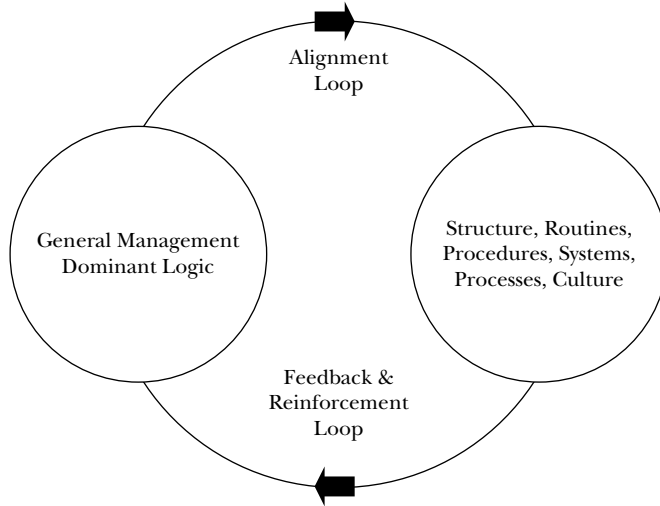 Alignment
Loop
General Management
Dominant Logic
Structure, Routines,
Procedures, Systems,
Processes, Culture
Feedback &
Reinforcement
Loop